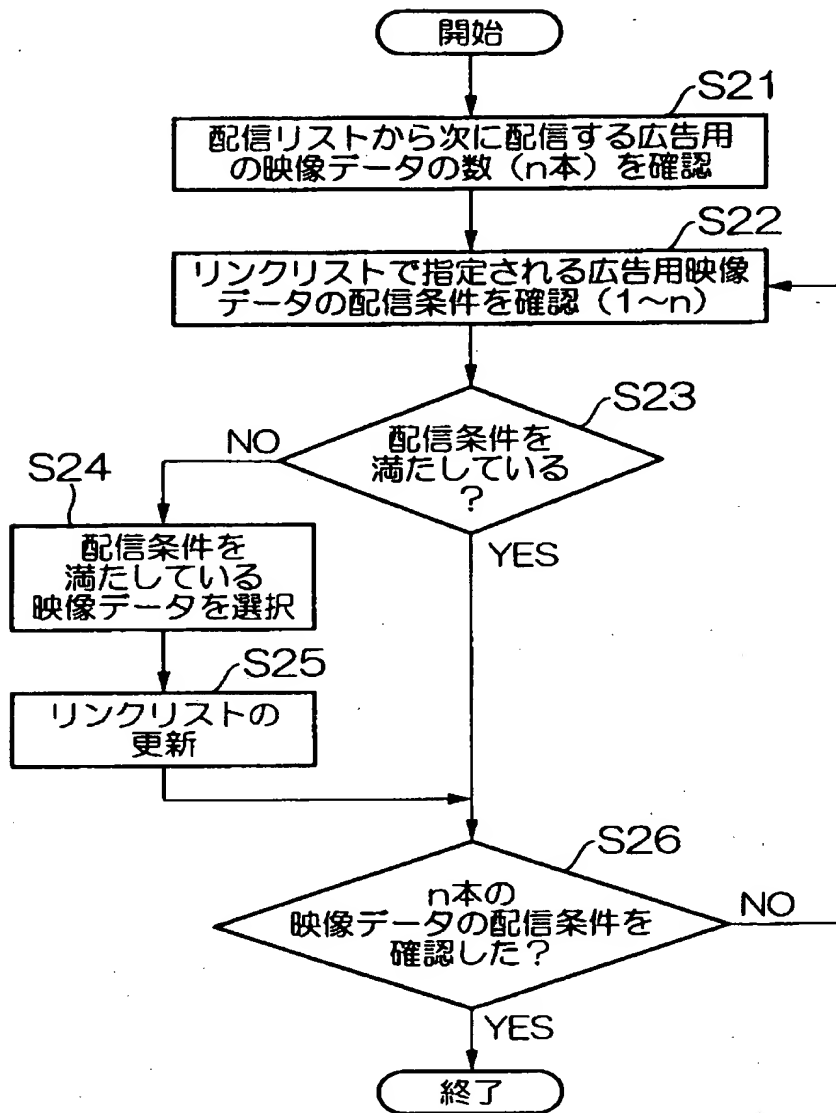 開始
S21
配信リストから次に配信する広告用
の映像データの数（n本）を確認
S22
リンクリストで指定される広告用映像
データの配信条件を確認（1～n）
S23
配信条件を
満たしている
?
NO
YES
S24
配信条件を
満たしている
映像データを選択
S25
リンクリストの
更新
S26
n本の
映像データの配信条件を
確認した？
NO
YES
終了